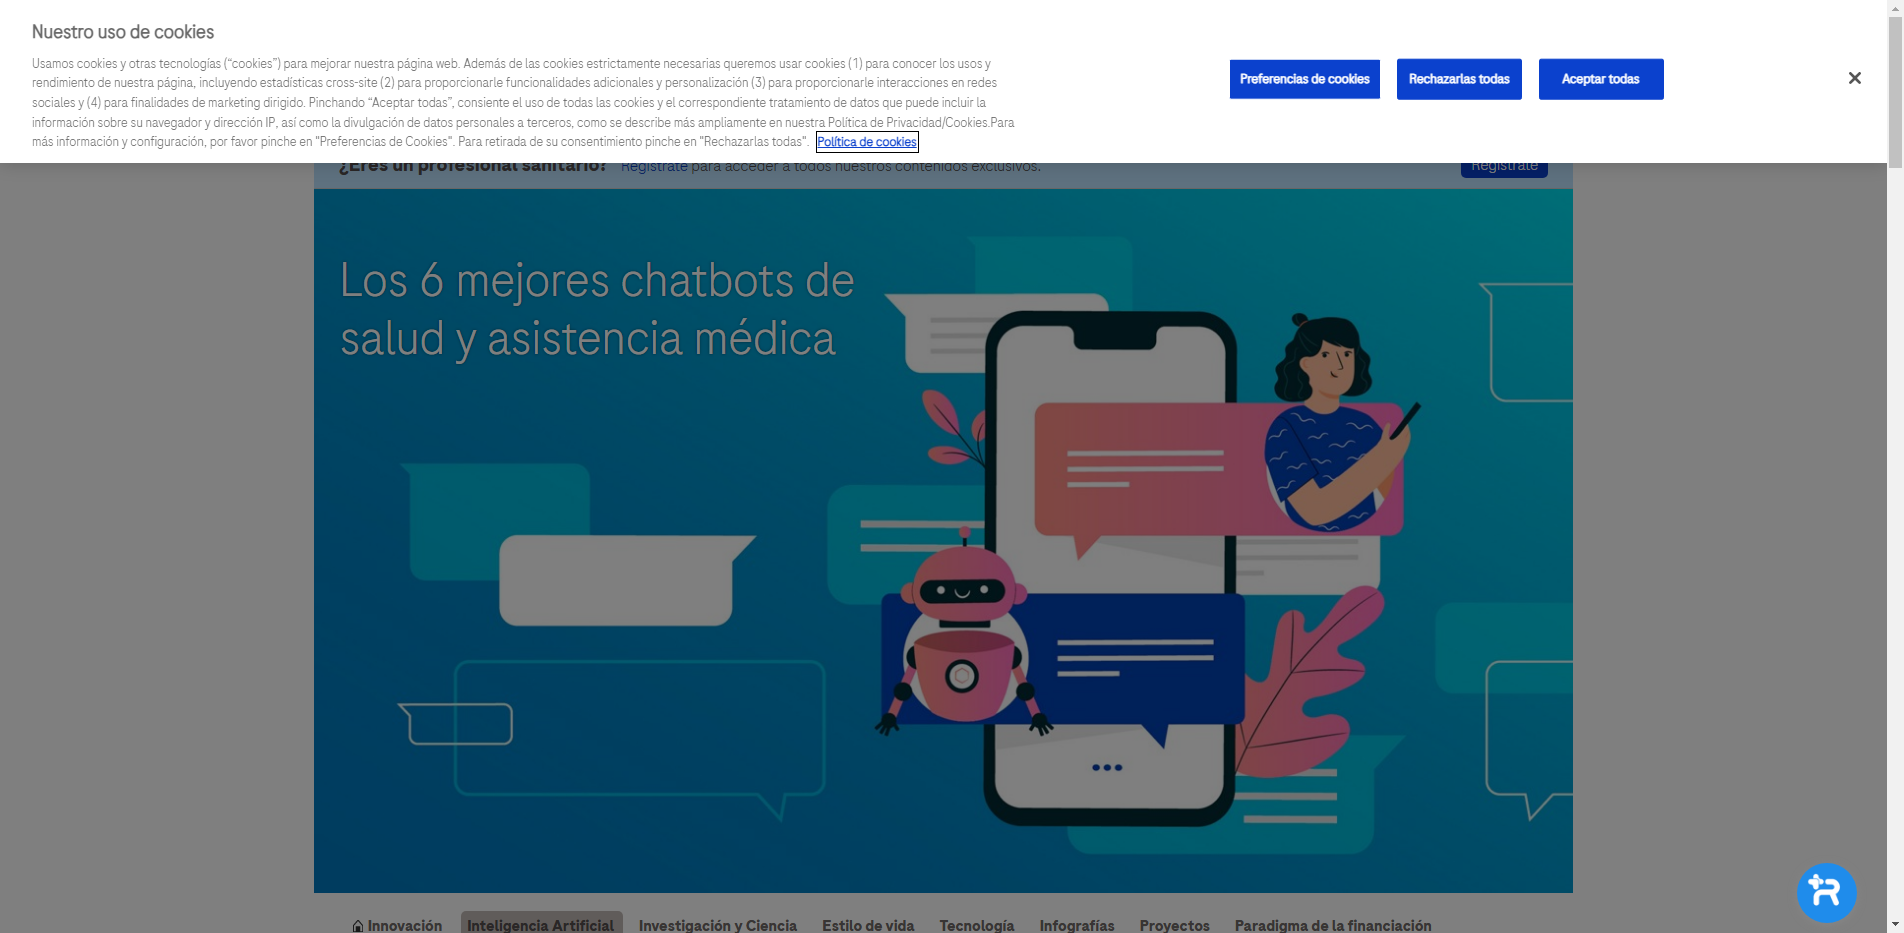 Nuestro uso de cookies
Usamos cookies y otras tecnologías (“cookies”) para mejorar nuestra página web. Además de las cookies estrictamente necesarias queremos usar cookies (1) para conocer los usos y
rendimiento de nuestra página, incluyendo estadísticas cross-site (2) para proporcionarle funcionalidades adicionales y personalización (3) para proporcionarle interacciones en redes
sociales y (4) para finalidades de marketing dirigido. Pinchando “Aceptar todas”, consiente el uso de todas las cookies y el correspondiente tratamiento de datos que puede incluir la
información sobre su navegador y dirección IP, así como la divulgación de datos personales a terceros, como se describe más ampliamente en nuestra Política de Privacidad/Cookies.Para
más información y configuración, por favor pinche en "Preferencias de Cookies". Para retirada de su consentimiento pinche en "Rechazarlas todas". Política de cookies
Preferencias de cookies
Rechazarlas todas
Aceptar todas
¿Eres un profesional sanitario? Regístrate para acceder a todos nuestros contenidos exclusivos.
Regístrate
Los 6 mejores chatbots de
salud y asistencia médica
Innovación Inteligencia Artificial Investigación y Ciencia Estilo de vida Tecnología Infografías Proyectos Paradigma de la financiación